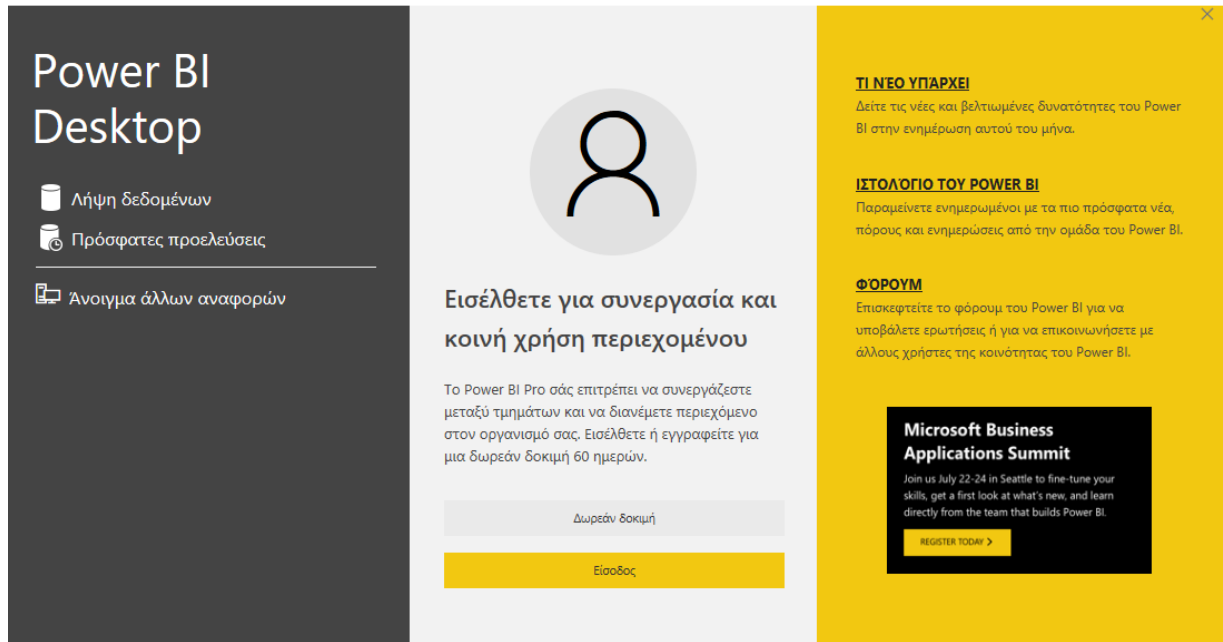 Power BI
Desktop
Λήψη δεδομένων
Πρόσφατες προελεύσεις
Άνοιγμα άλλων αναφορών
Εισέλθετε για συνεργασία και
κοινή χρήση περιεχομένου
Το Power BI Pro σάς επιτρέπει να συνεργάζεστε
μεταξύ τμημάτων και να διανέμετε περιεχόμενο
στον οργανισμό σας. Εισέλθετε ή εγγραφείτε για
μια δωρεάν δοκιμή 60 ημερών.
Δωρεάν δοκιμή
Είσοδος
ΤΙ ΝΈΟ ΥΠΆΡΧΕΙ
Δείτε τις νέες και βελτιωμένες δυνατότητες του Power
BI στην ενημέρωση αυτού του μήνα.
ΙΣΤΟΛΌΓΙΟ ΤΟΥ POWER BI
Παραμείνετε ενημερωμένοι με τα πιο πρόσφατα νέα,
πόρους και ενημερώσεις από την ομάδα του Power BI.
ΦΌΡΟΥΜ
Επισκεφτείτε το φόρουμ του Power BI για να
υποβάλετε ερωτήσεις ή για να επικοινωνήσετε με
άλλους χρήστες της κοινότητας του Power BI.
Microsoft Business
Applications Summit
Join us July 22-24 in Seattle to fine-tune your
skills, get a first look at what's new, and learn
directly from the team that builds Power BI.
REGISTER TODAY